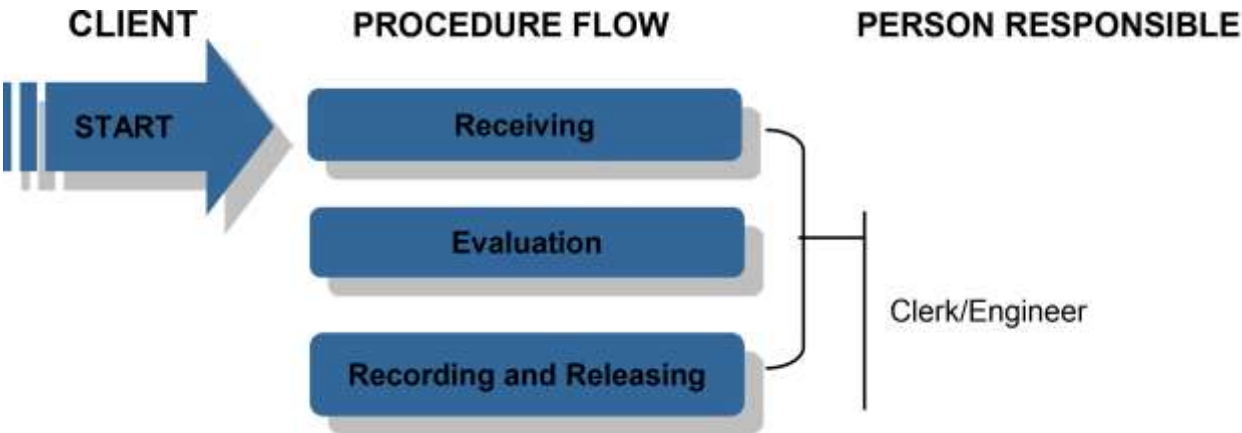 CLIENT
PROCEDURE FLOW
PERSON RESPONSIBLE
START
Receiving
Evaluation
Recording and Releasing
Clerk/Engineer